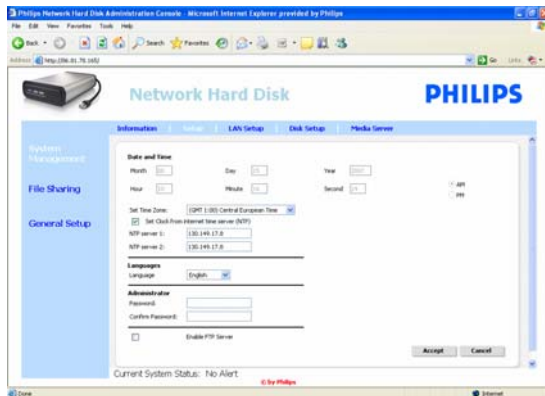 Philips Network Hard Disk Administration Console - Microsoft Internet Explorer provided by Philips
File Edit View Favorites Tools Help
Back Search Favorites
Address Go Links
Network Hard Disk PHILIPS
Information Setup LAN Setup Disk Setup Media Server
System Management
File Sharing
General Setup
Date and Time
Month Day Year 2007
Hour Minute Second AM
PM
Set Time Zone: (GMT 1:00) Central European Time
Set Clock from internet time server (NTP)
NTP server 1: 130.149.17.8
NTP server 2: 130.149.17.8
Languages
Language English
Administrator
Password:
Confirm Password:
Enable FTP Server
Accept Cancel
Current System Status: No Alert
© by Philips
Done Internet